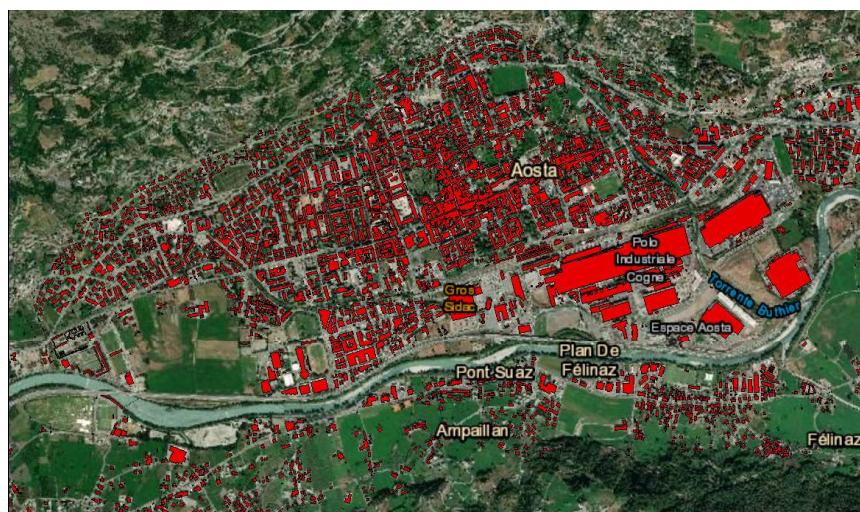 Aosta
Polo
Industriale
Cogne
Gros
Sidac
Torrente Buthier
Espace Aosta
Plan De
Félinaz
Pont Suaz
Ampaillan
Félinaz